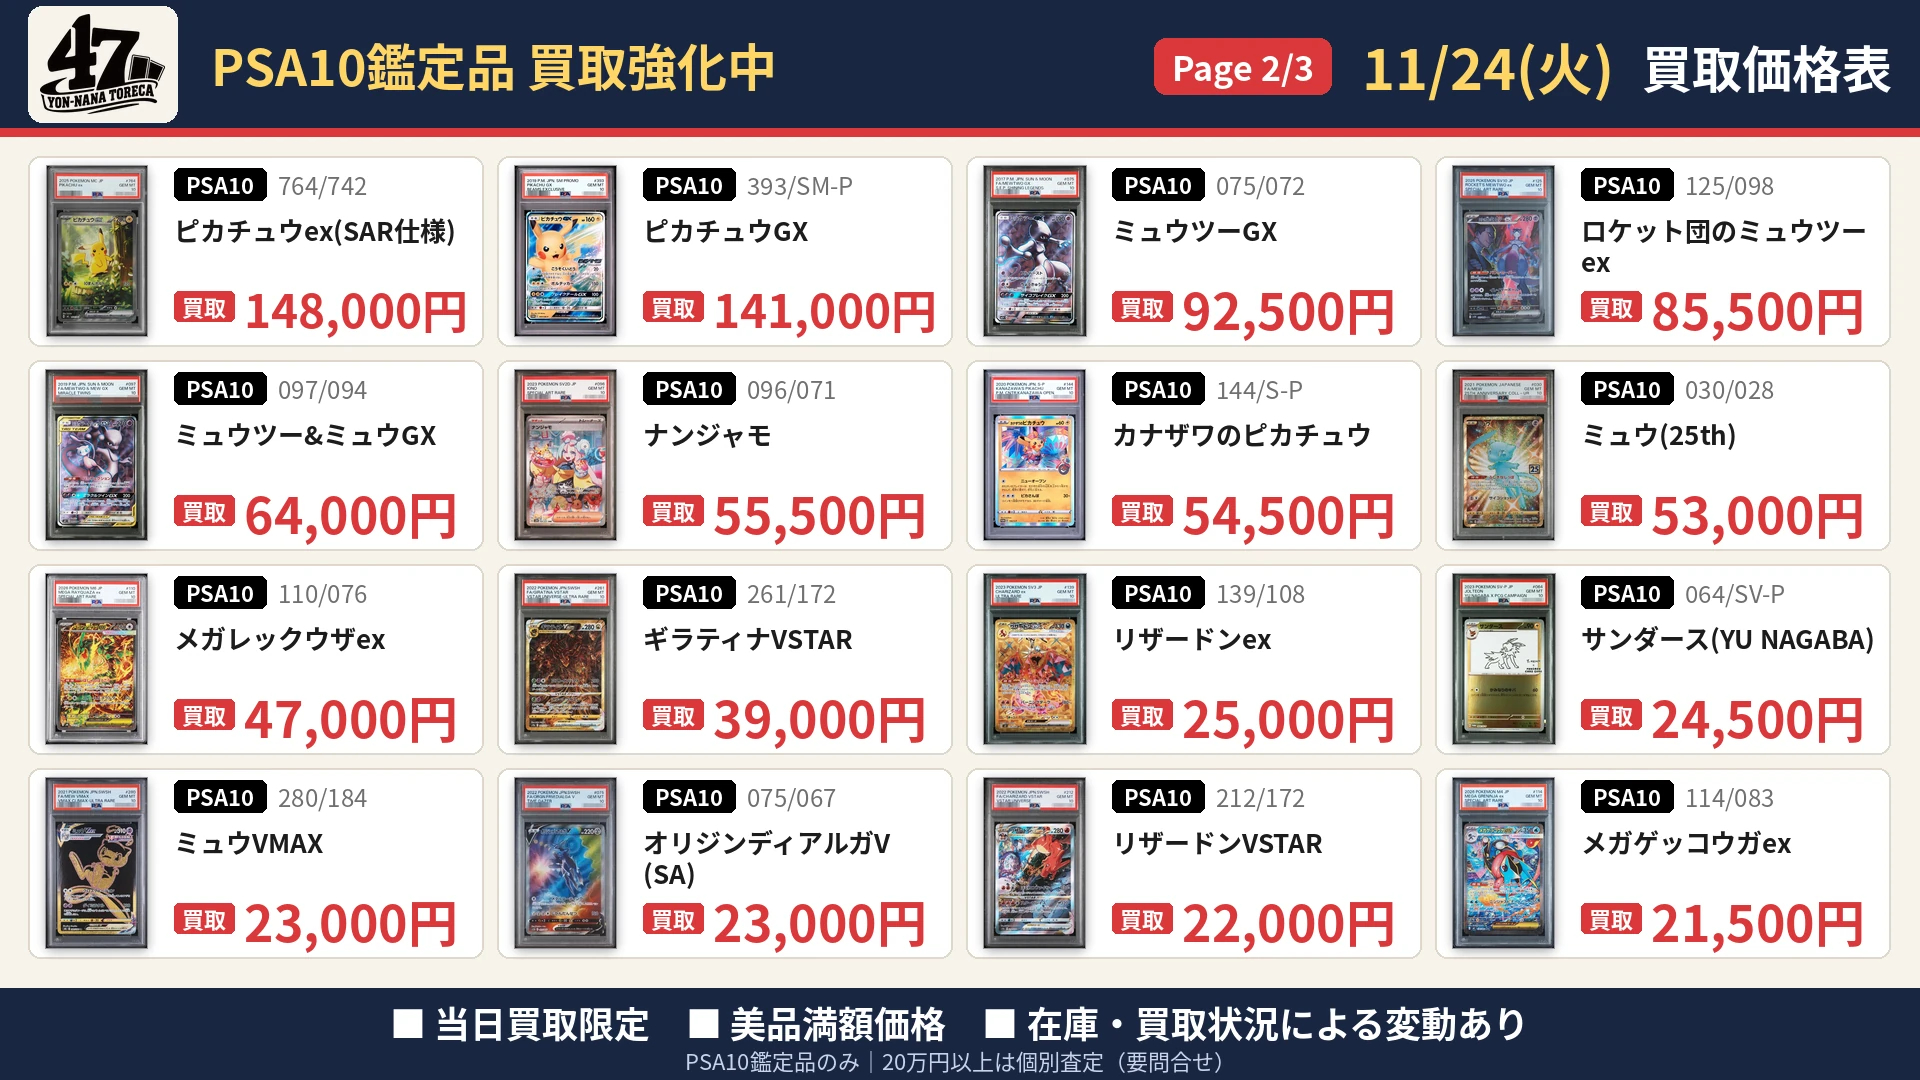 47
YON-NANA TORECA
PSA10鑑定品 買取強化中
Page 2/3
11/24(火) 買取価格表
PSA10 764/742
ピカチュウex(SAR仕様)
買取 148,000円
PSA10 393/SM-P
ピカチュウGX
買取 141,000円
PSA10 075/072
ミュウツーGX
買取 92,500円
PSA10 125/098
ロケット団のミュウツー
ex
買取 85,500円
PSA10 097/094
ミュウツー&ミュウGX
買取 64,000円
PSA10 096/071
ナンジャモ
買取 55,500円
PSA10 144/S-P
カナザワのピカチュウ
買取 54,500円
PSA10 030/028
ミュウ(25th)
買取 53,000円
PSA10 110/076
メガレックウザex
買取 47,000円
PSA10 261/172
ギラティナVSTAR
買取 39,000円
PSA10 139/108
リザードンex
買取 25,000円
PSA10 064/SV-P
サンダース(YU NAGABA)
買取 24,500円
PSA10 280/184
ミュウVMAX
買取 23,000円
PSA10 075/067
オリジンディアルガV
(SA)
買取 23,000円
PSA10 212/172
リザードンVSTAR
買取 22,000円
PSA10 114/083
メガゲッコウガex
買取 21,500円
■ 当日買取限定 ■ 美品満額価格 ■ 在庫・買取状況による変動あり
PSA10鑑定品のみ｜20万円以上は個別査定（要問合せ）